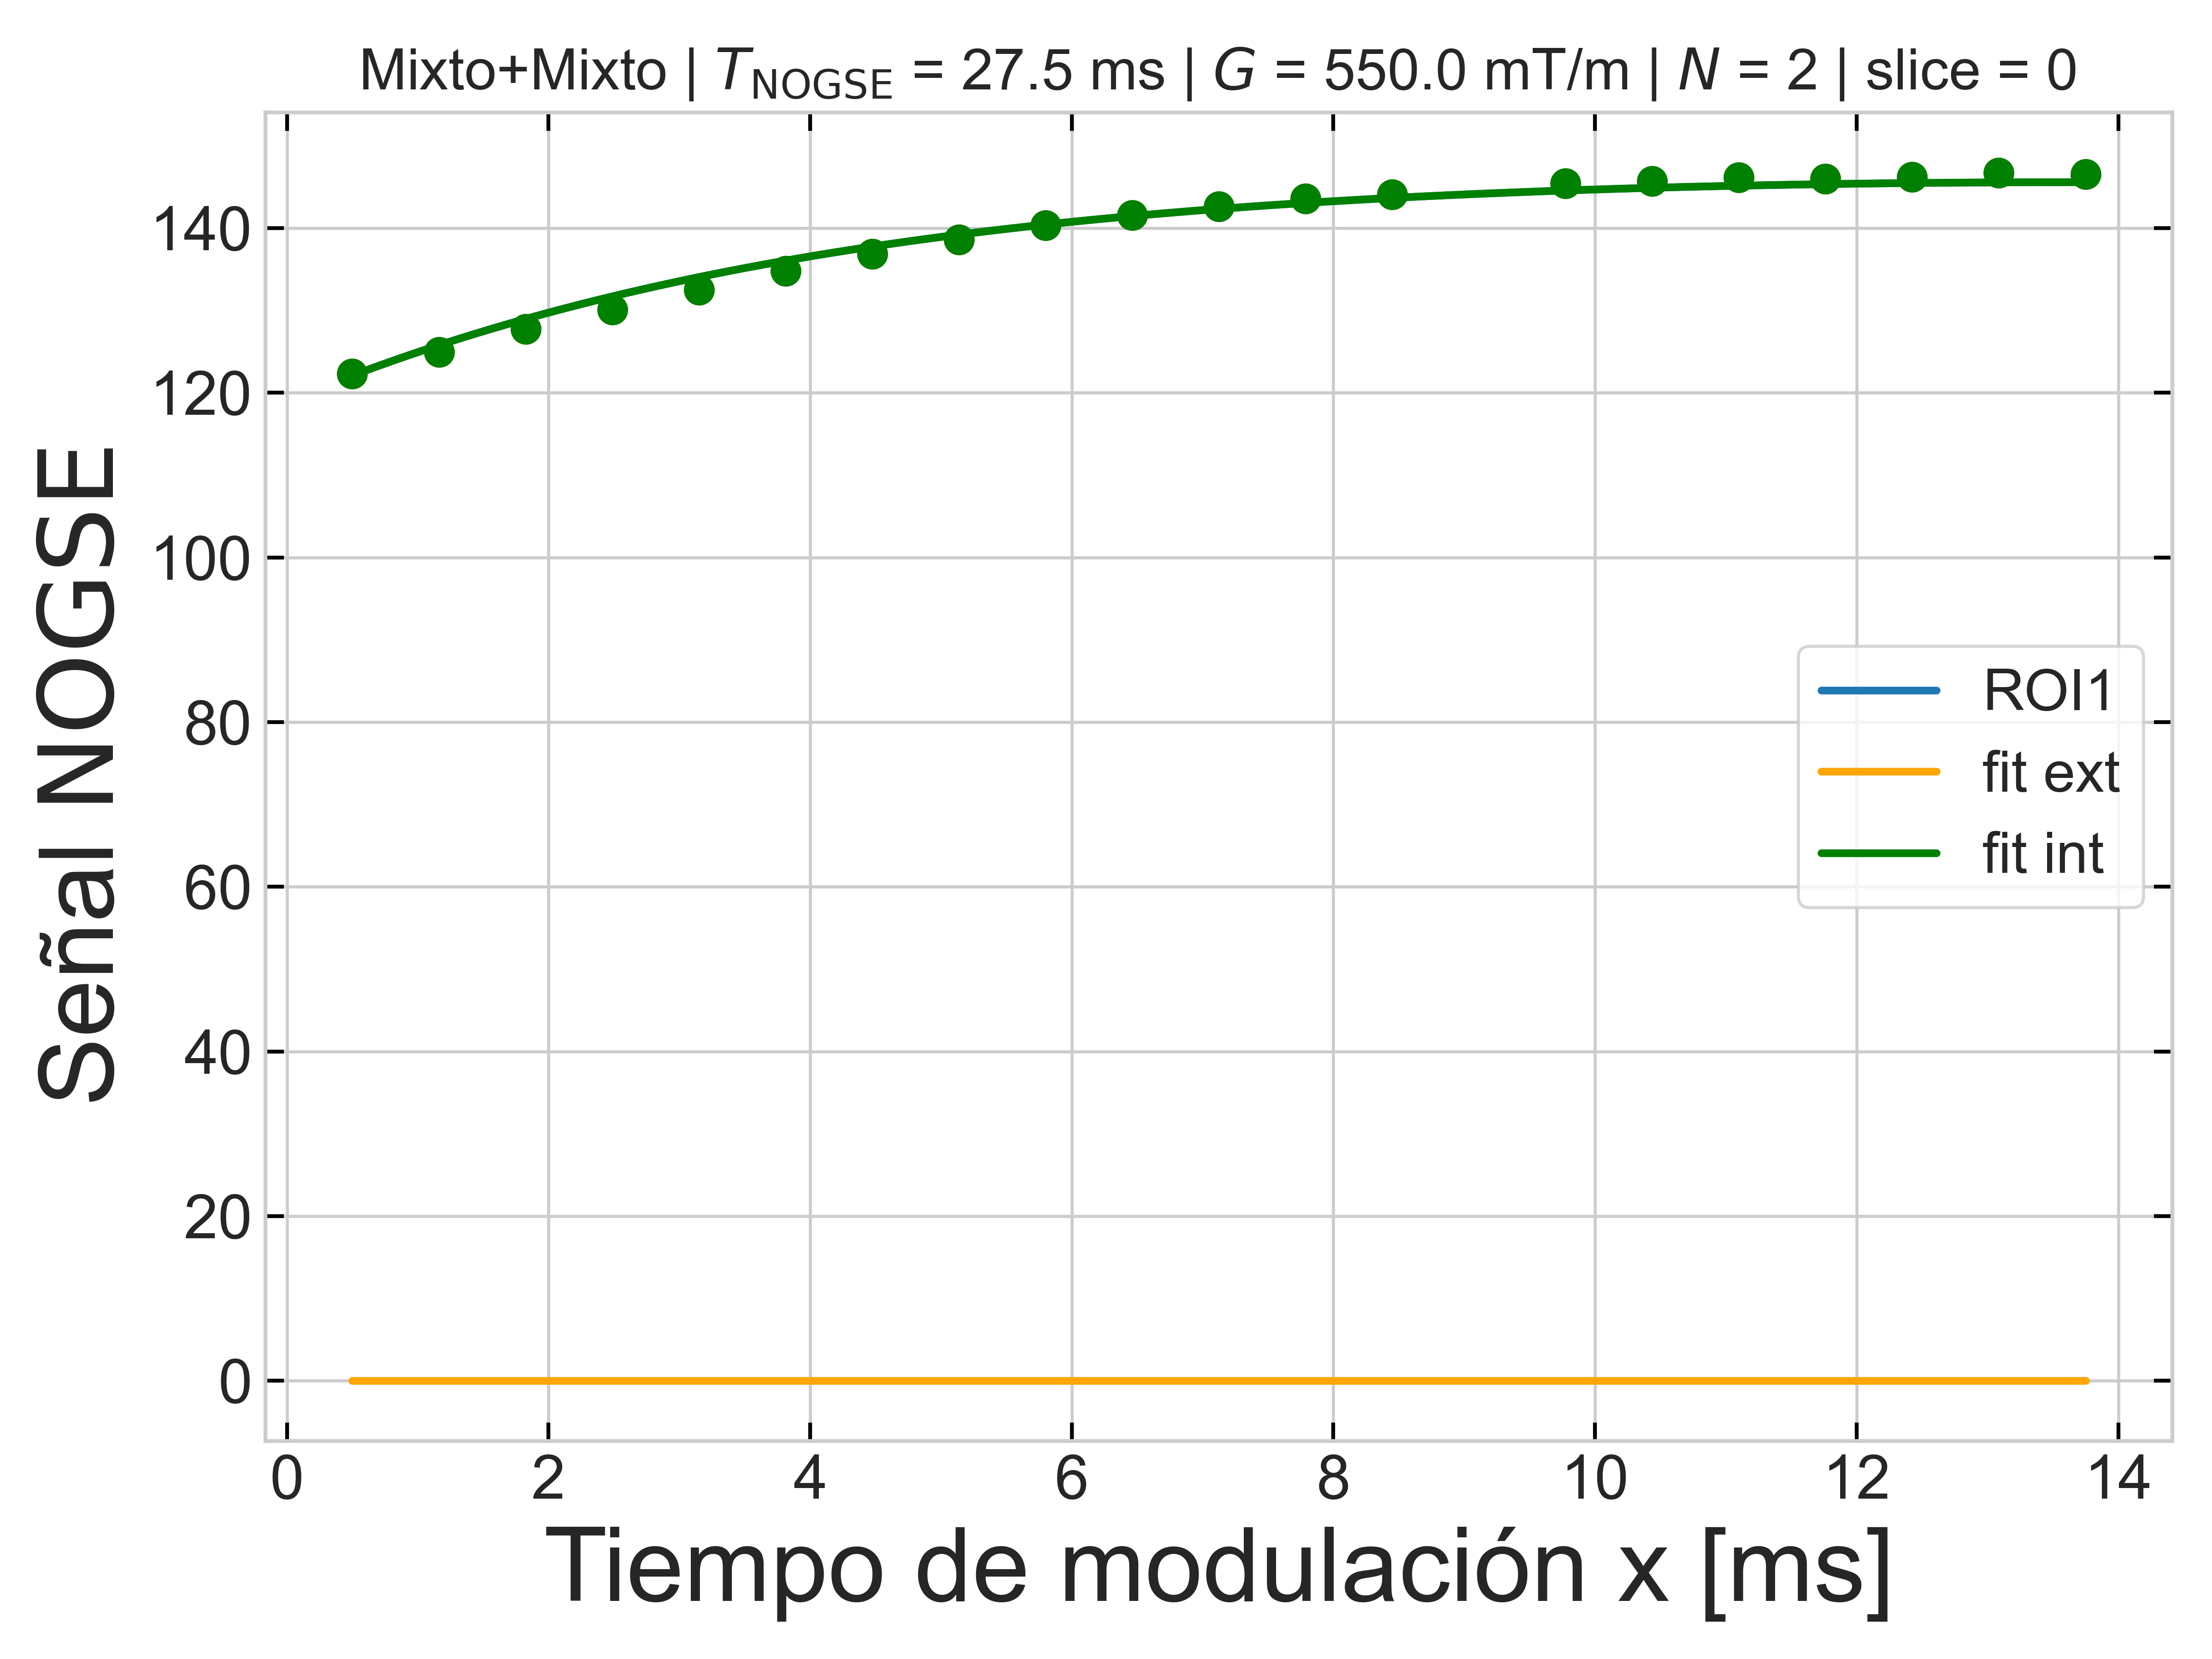 Mixto+Mixto | T_NOGSE = 27.5 ms | G = 550.0 mT/m | N = 2 | slice = 0
Señal NOGSE
140
120
100
80
60
40
20
0
ROI1
fit ext
fit int
0 2 4 6 8 10 12 14
Tiempo de modulación x [ms]